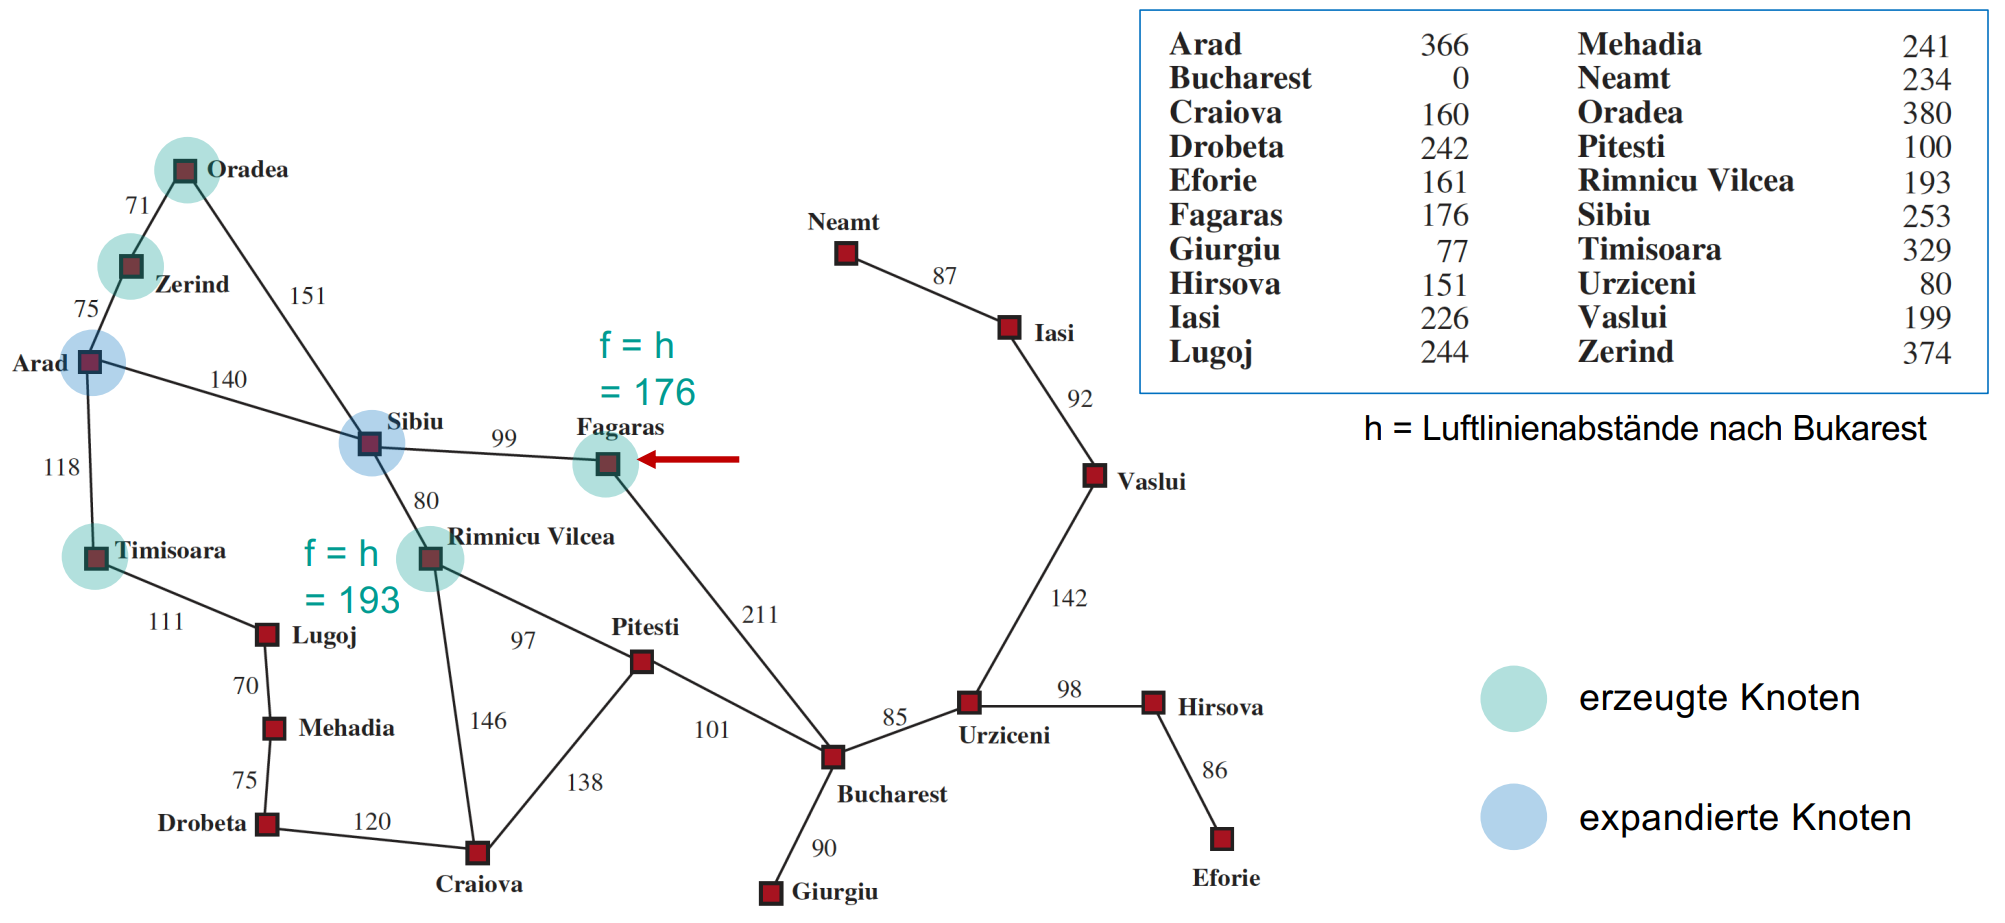 Arad 366 Mehadia 241
Bucharest 0 Neamt 234
Craiova 160 Oradea 380
Drobeta 242 Pitesti 100
Eforie 161 Rimnicu Vilcea 193
Fagaras 176 Sibiu 253
Giurgiu 77 Timisoara 329
Hirsova 151 Urziceni 80
Iasi 226 Vaslui 199
Lugoj 244 Zerind 374
h = Luftlinienabstände nach Bukarest
Oradea
71
Neamt
Zerind
87
151
75
Iasi
f = h
= 176
Arad
140
92
Sibiu
Fagaras
99
118
Vaslui
80
Rimnicu Vilcea
Timisoara
f = h
= 193
142
111
211
Lugoj
97
Pitesti
70
98
erzeugte Knoten
Hirsova
146
85
Mehadia
101
Urziceni
86
75
138
Bucharest
Drobeta
120
expandierte Knoten
90
Craiova
Giurgiu
Eforie